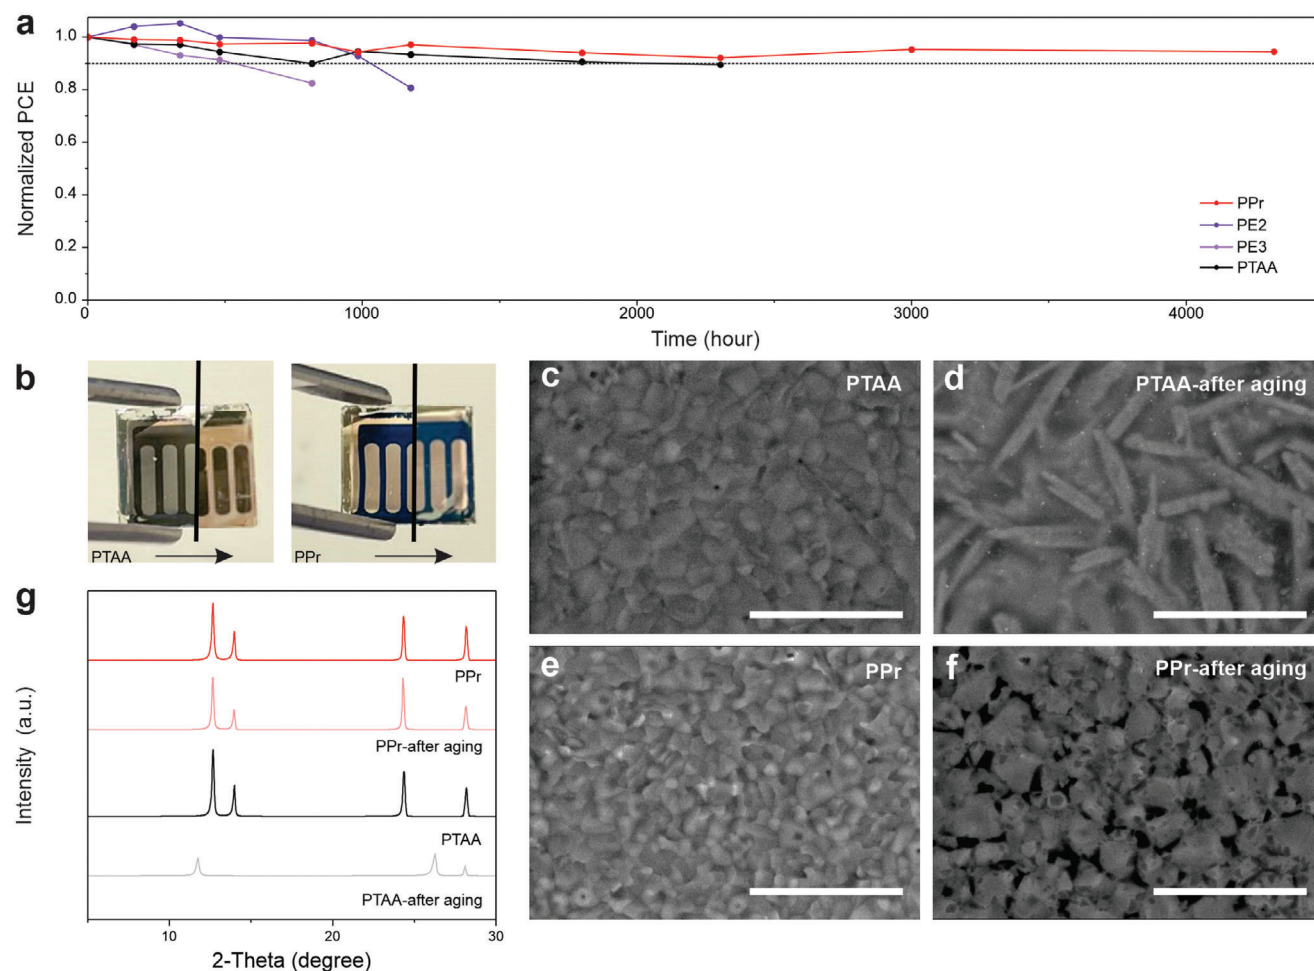 a
Normalized PCE
1.0
0.8
0.6
0.4
0.2
0.0
0
1000
2000
3000
4000
Time (hour)
PPr
PE2
PE3
PTAA
b
PTAA
PPr
c
PTAA
d
PTAA-after aging
e
PPr
f
PPr-after aging
g
Intensity (a.u.)
PPr
PPr-after aging
PTAA
PTAA-after aging
10
20
30
2-Theta (degree)